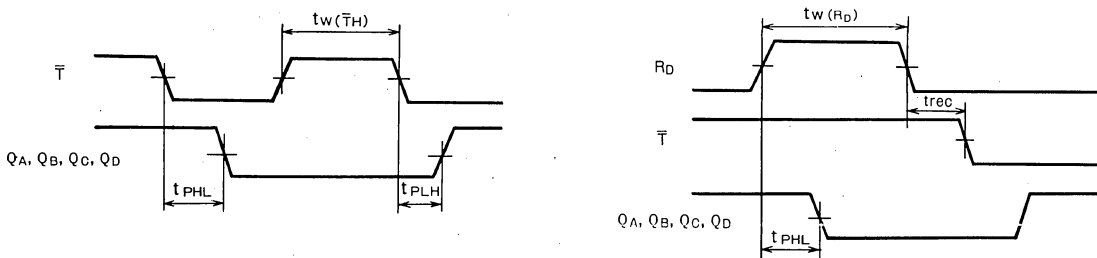 tw(T̄H)
T̄
QA, QB, QC, QD
tPHL
tPLH
tw(RD)
RD
trec
T̄
QA, QB, QC, QD
tPHL